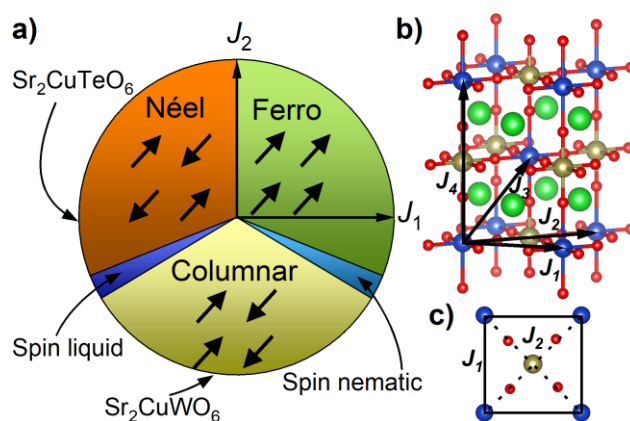 a)
J₂
Sr₂CuTeO₆
Néel
Ferro
J₁
Columnar
Spin liquid
Spin nematic
Sr₂CuWO₆
b)
J₄
J₃
J₂
J₁
c)
J₂
J₁